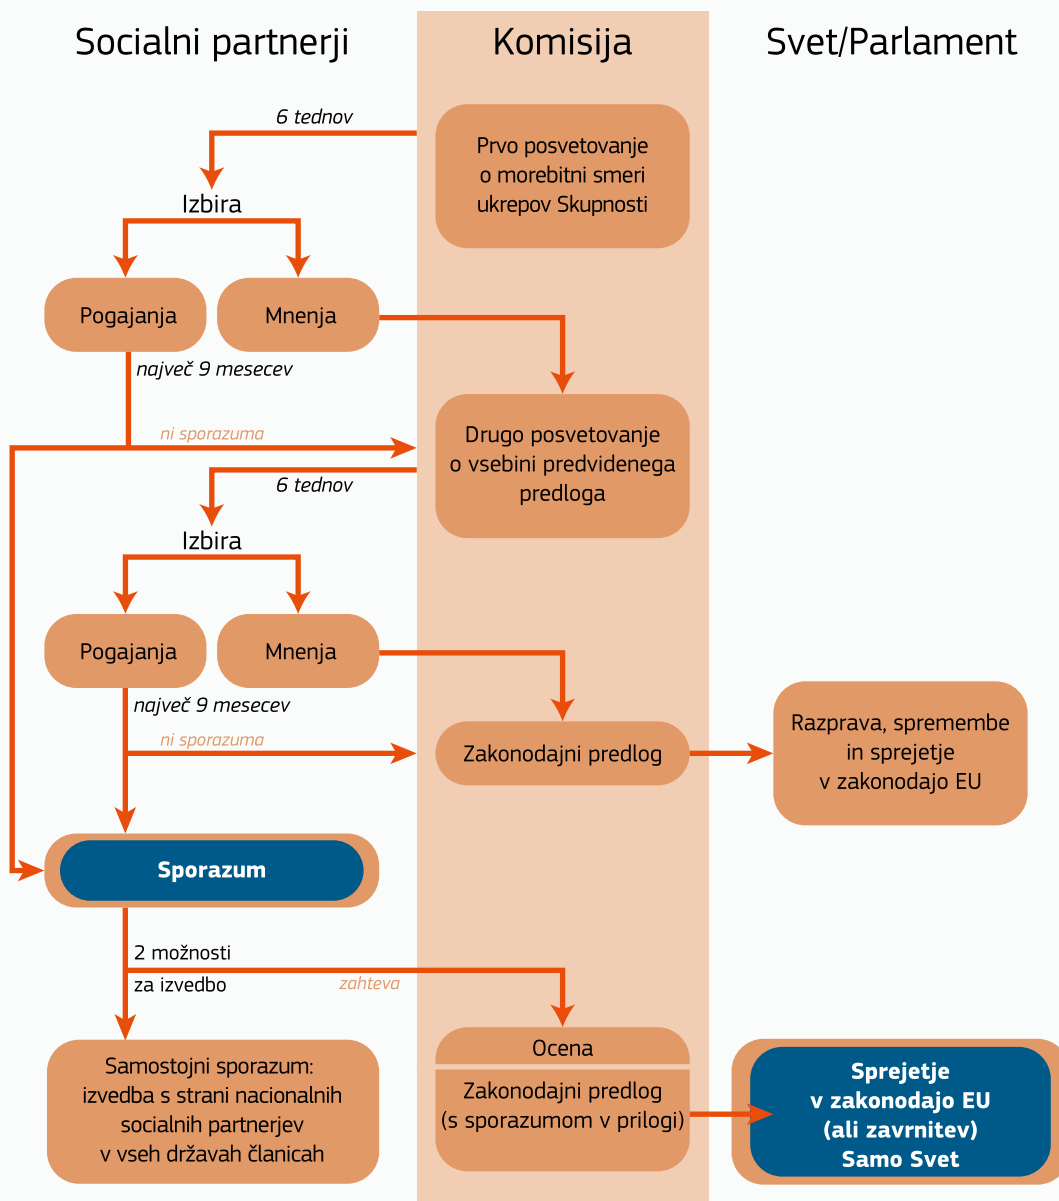 Socialni partnerji
Komisija
Svet/Parlament
6 tednov
Prvo posvetovanje
o morebitni smeri
ukrepov Skupnosti
Izbira
Pogajanja
Mnenja
največ 9 mesecev
ni sporazuma
Drugo posvetovanje
o vsebini predvidenega
predloga
6 tednov
Izbira
Pogajanja
Mnenja
največ 9 mesecev
ni sporazuma
Zakonodajni predlog
Razprava, spremembe
in sprejetje
v zakonodajo EU
Sporazum
2 možnosti
za izvedbo
zahteva
Samostojni sporazum:
izvedba s strani nacionalnih
socialnih partnerjev
v vseh državah članicah
Ocena
Zakonodajni predlog
(s sporazumom v prilogi)
Sprejetje
v zakonodajo EU
(ali zavrnitev)
Samo Svet